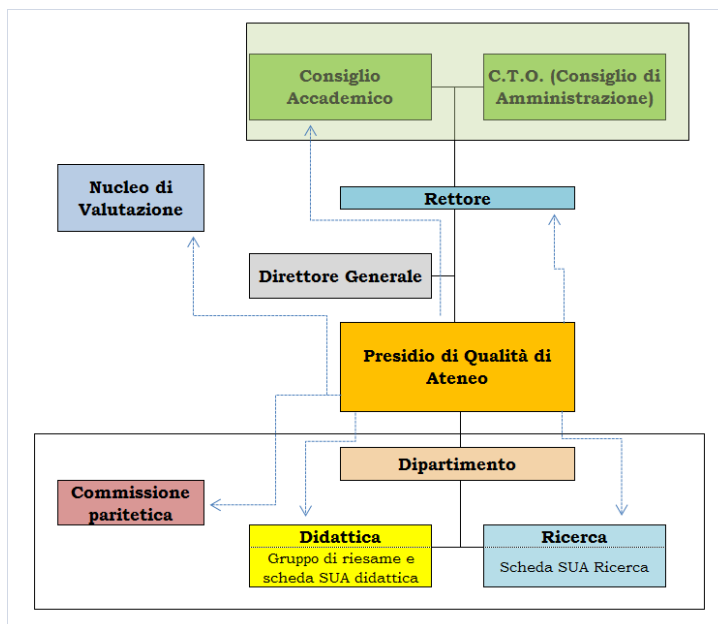 Consiglio
Accademico
C.T.O. (Consiglio di
Amministrazione)
Nucleo di
Valutazione
Rettore
Direttore Generale
Presidio di Qualità di
Ateneo
Dipartimento
Commissione
paritetica
Didattica
Gruppo di riesame e
scheda SUA didattica
Ricerca
Scheda SUA Ricerca